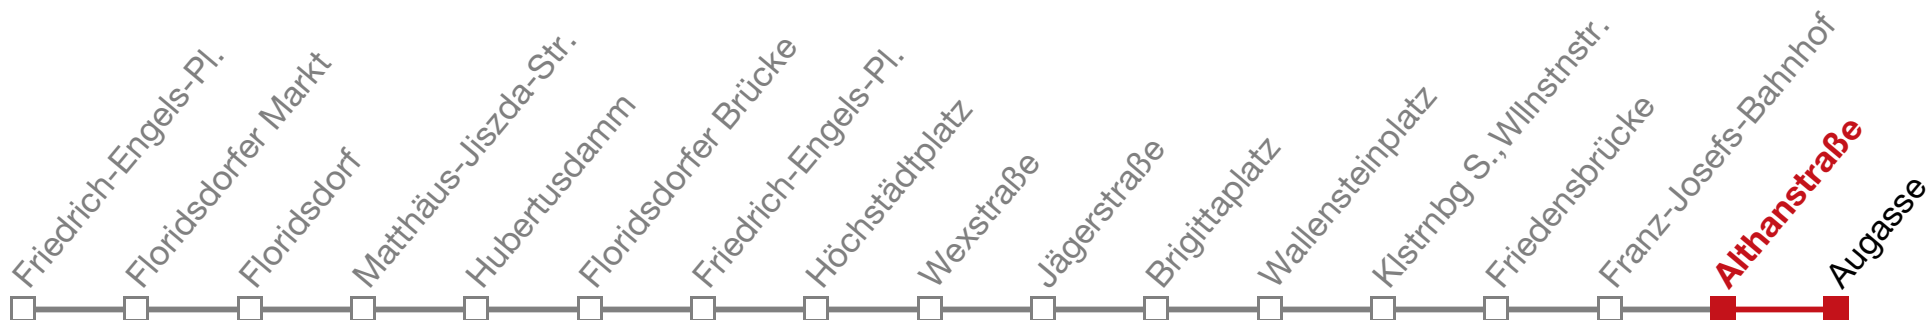 Friedrich-Engels-Pl.
Floridsdorfer Markt
Floridsdorf
Matthäus-Jiszda-Str.
Hubertusdamm
Floridsdorfer Brücke
Friedrich-Engels-Pl.
Höchstädtplatz
Wexstraße
Jägerstraße
Brigittaplatz
Wallensteinplatz
Klstrnbg S.,Wllnstnstr.
Friedensbrücke
Franz-Josefs-Bahnhof
Althanstraße
Augasse